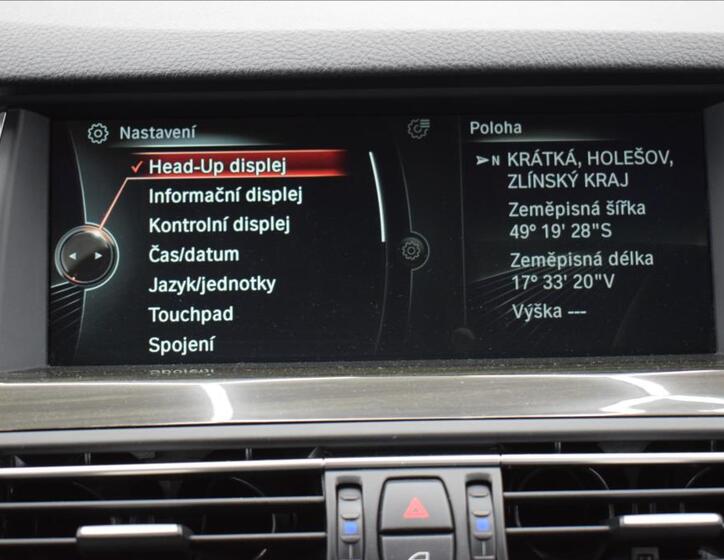 Nastavení
Head-Up displej
Informační displej
Kontrolní displej
Čas/datum
Jazyk/jednotky
Touchpad
Spojení
Poloha
N KRÁTKÁ, HOLEŠOV,
ZLÍNSKÝ KRAJ
Zeměpisná šířka
49° 19' 28"S
Zeměpisná délka
17° 33' 20"V
Výška ---